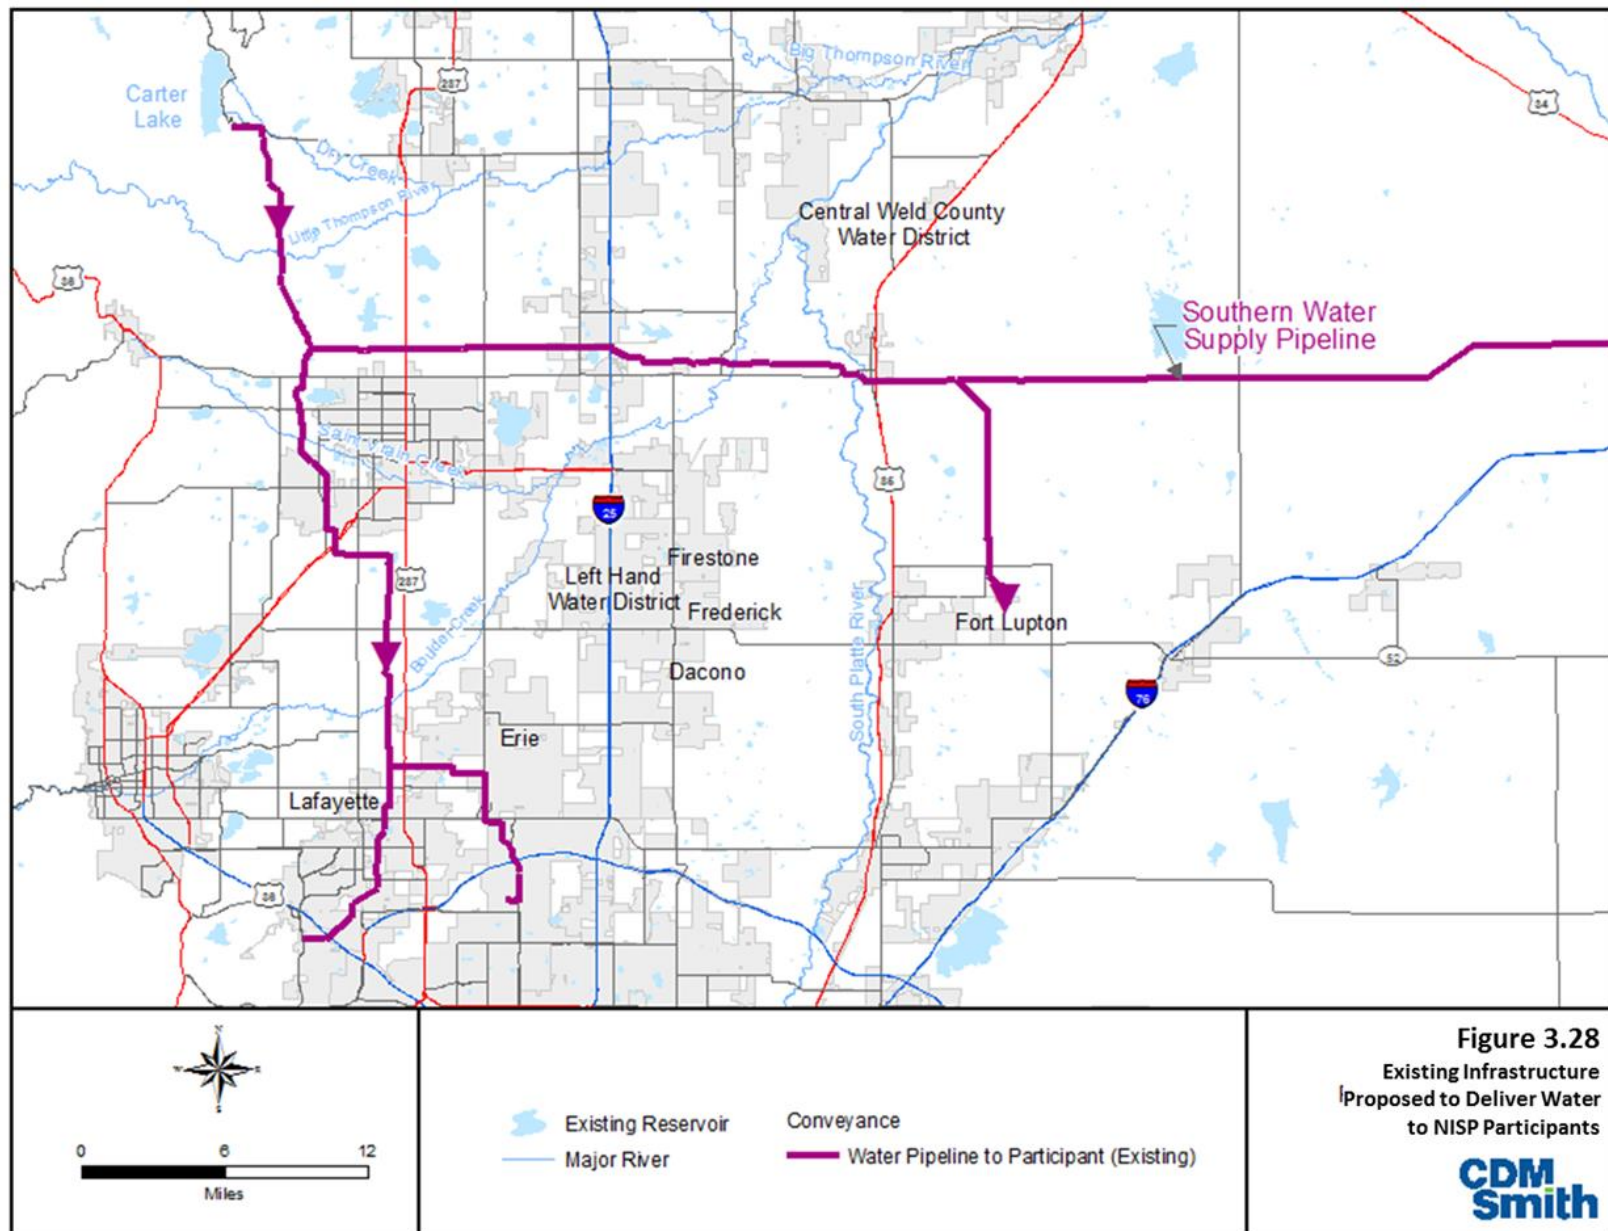 Big Thompson River
287
34
Carter
Lake
Dry Creek
Little Thompson River
Central Weld County
Water District
36
Southern Water
Supply Pipeline
Saint Vrain Creek
85
25
Firestone
Left Hand
Water District
287
Frederick
Boulder Creek
South Platte River
Fort Lupton
52
Dacono
76
Erie
Lafayette
36
N
W
E
S
0
6
12
Miles
Existing Reservoir
Major River
Conveyance
Water Pipeline to Participant (Existing)
Figure 3.28
Existing Infrastructure
Proposed to Deliver Water
to NISP Participants
CDM
Smith